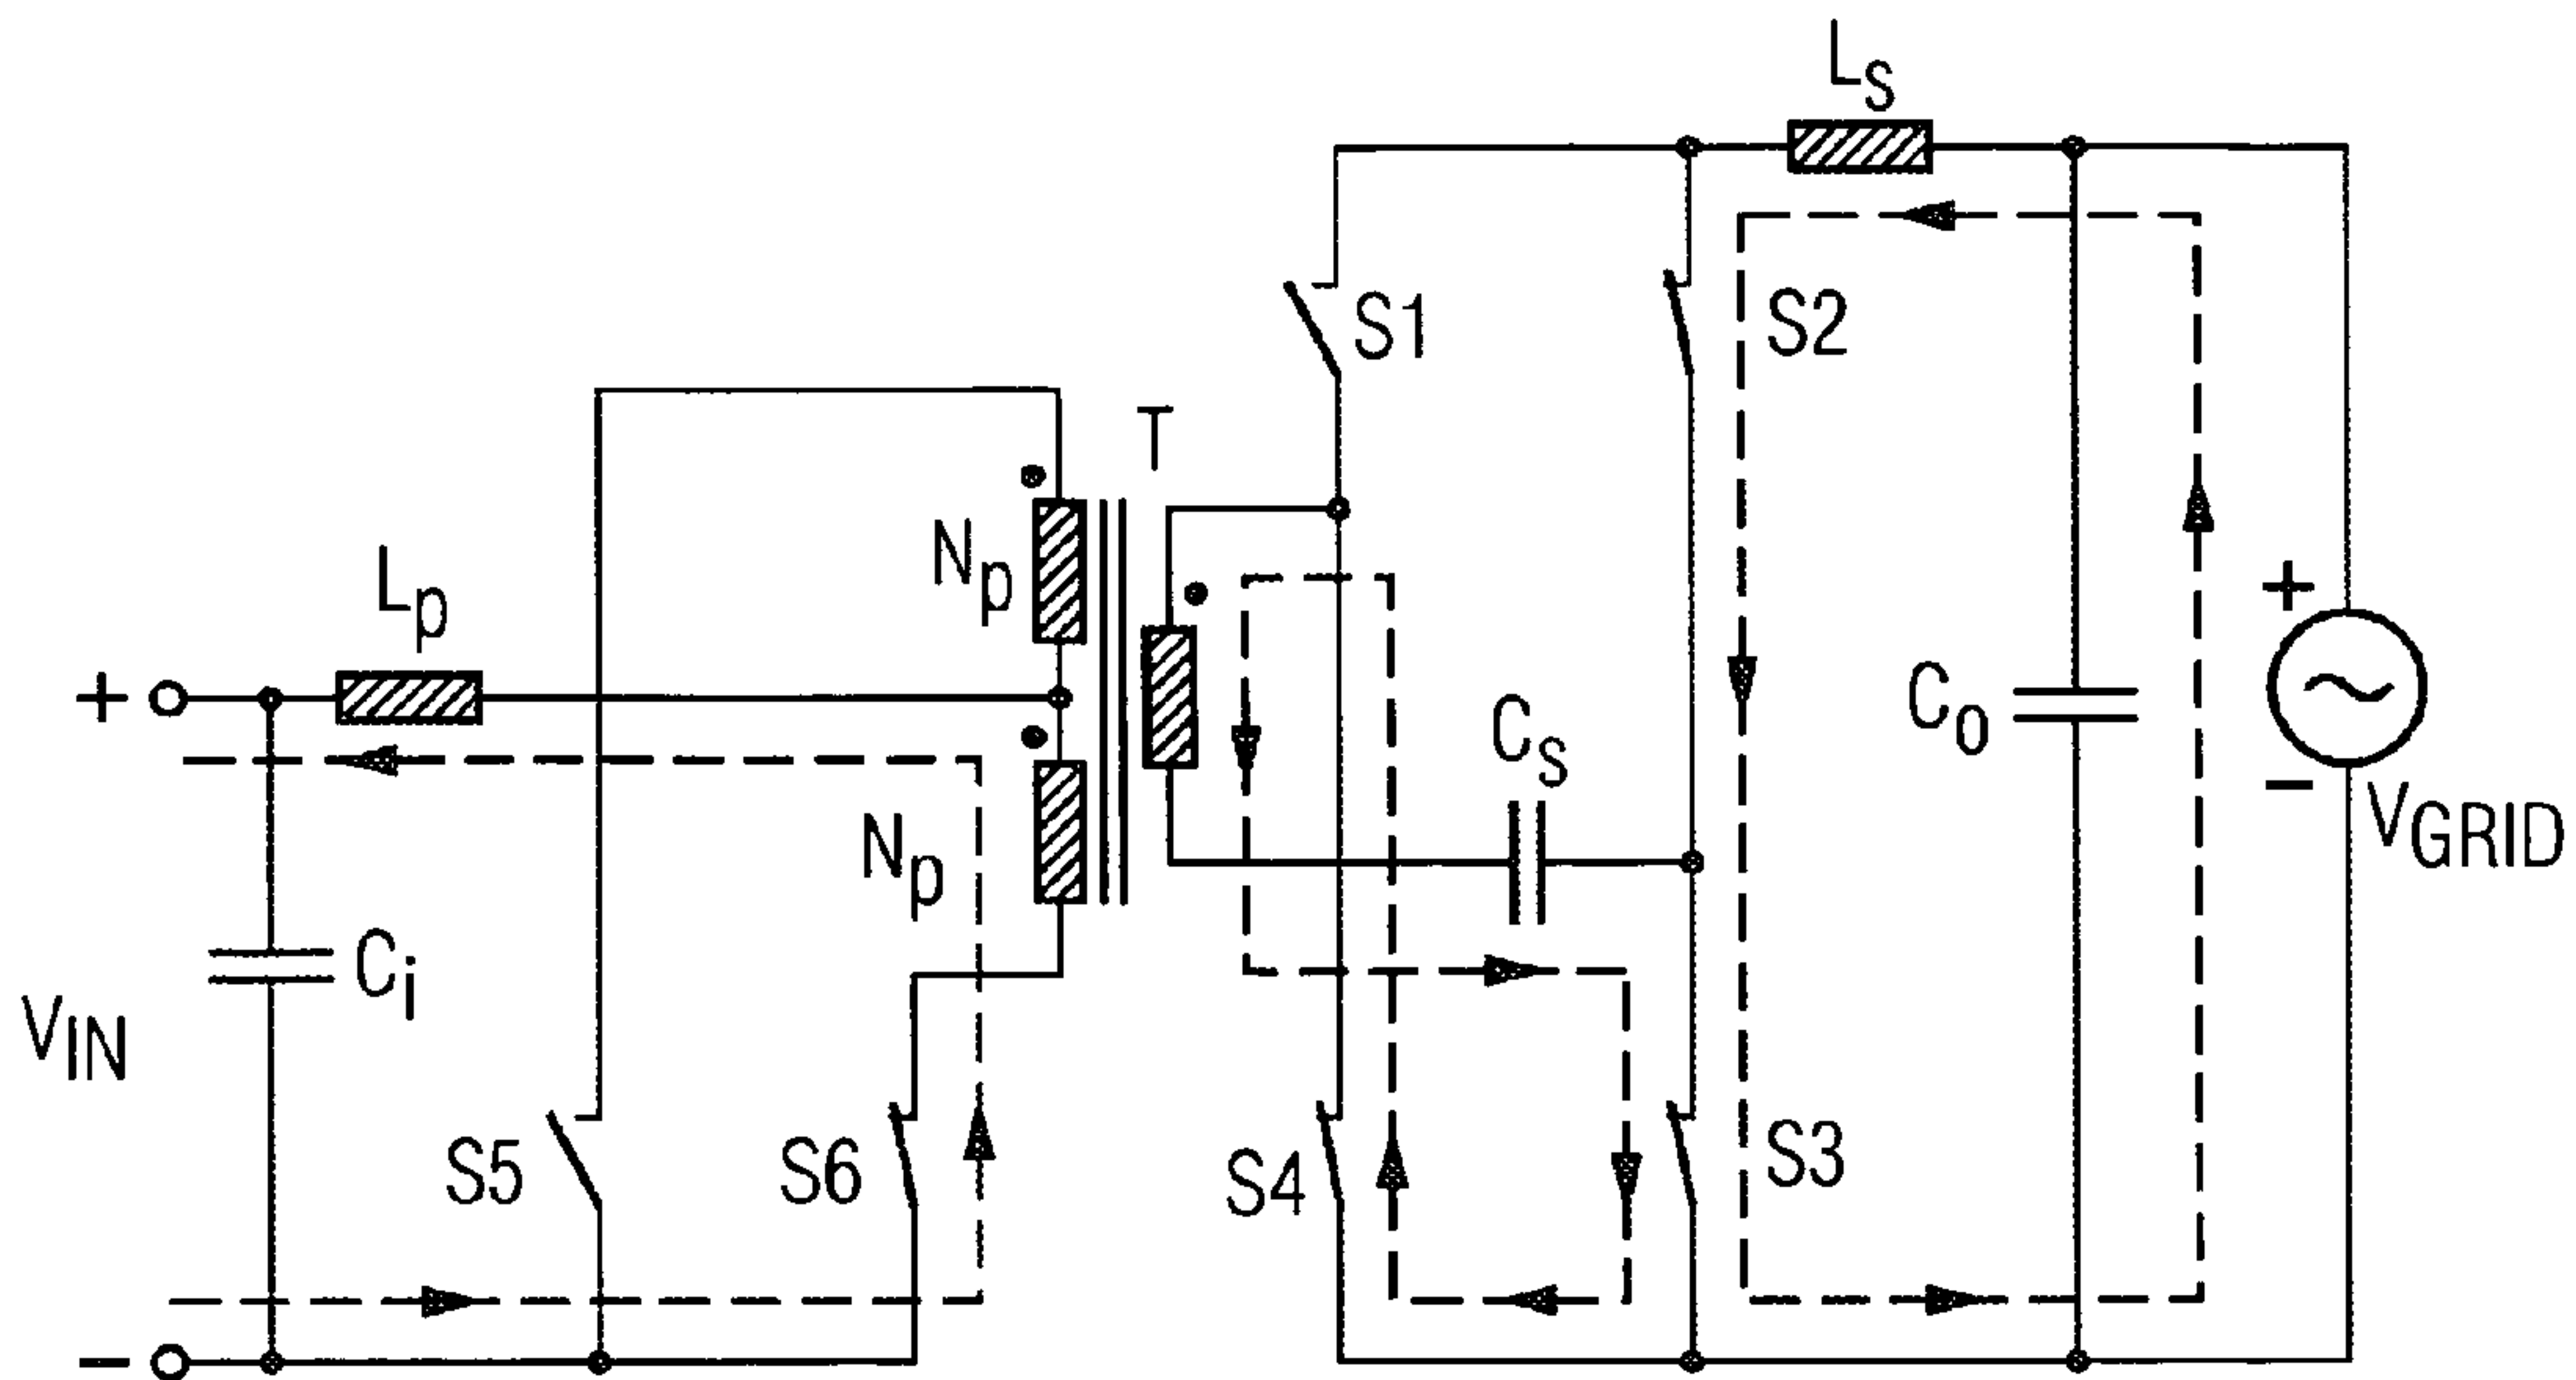 Ls
S1
S2
T
Np
Lp
+
+
Co
Cs
Np
−
VGRID
Ci
VIN
S5
S6
S4
S3
−